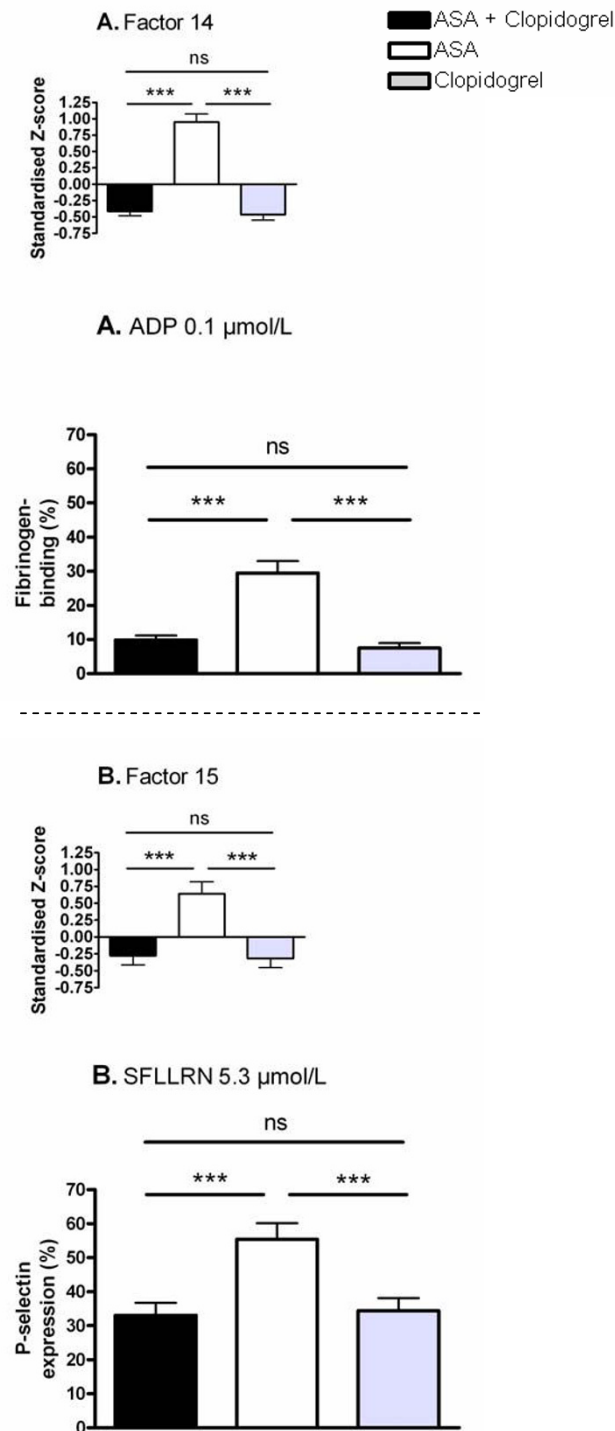 A. Factor 14
ASA + Clopidogrel
ASA
Clopidogrel
ns
*** ***
Standardised Z-score
1.25
1.00
0.75
0.50
0.25
0.00
-0.25
-0.50
-0.75
A. ADP 0.1 µmol/L
ns
*** ***
Fibrinogen-
binding (%)
70
60
50
40
30
20
10
0
B. Factor 15
ns
*** ***
Standardised Z-score
1.25
1.00
0.75
0.50
0.25
0.00
-0.25
-0.50
-0.75
B. SFLLRN 5.3 µmol/L
ns
*** ***
P-selectin
expression (%)
70
60
50
40
30
20
10
0